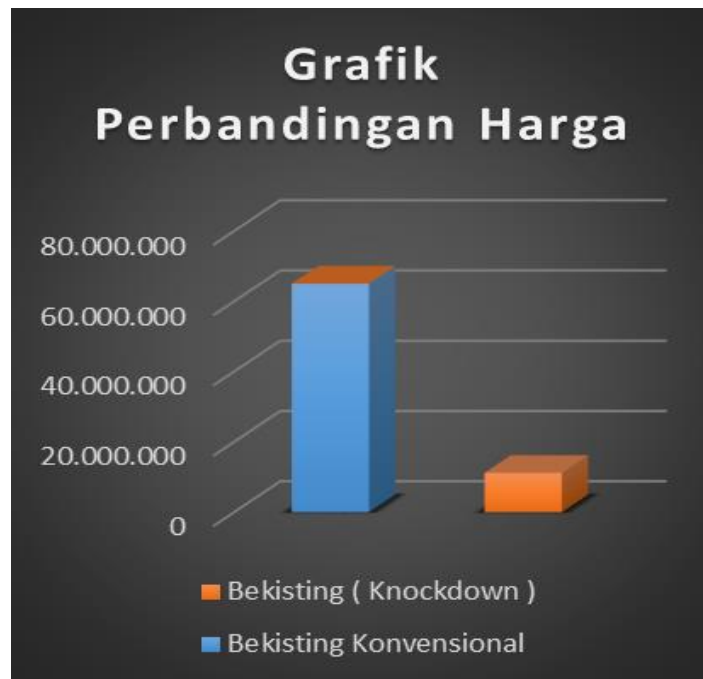 Grafik
Perbandingan Harga
80.000.000
60.000.000
40.000.000
20.000.000
0
Bekisting ( Knockdown )
Bekisting Konvensional